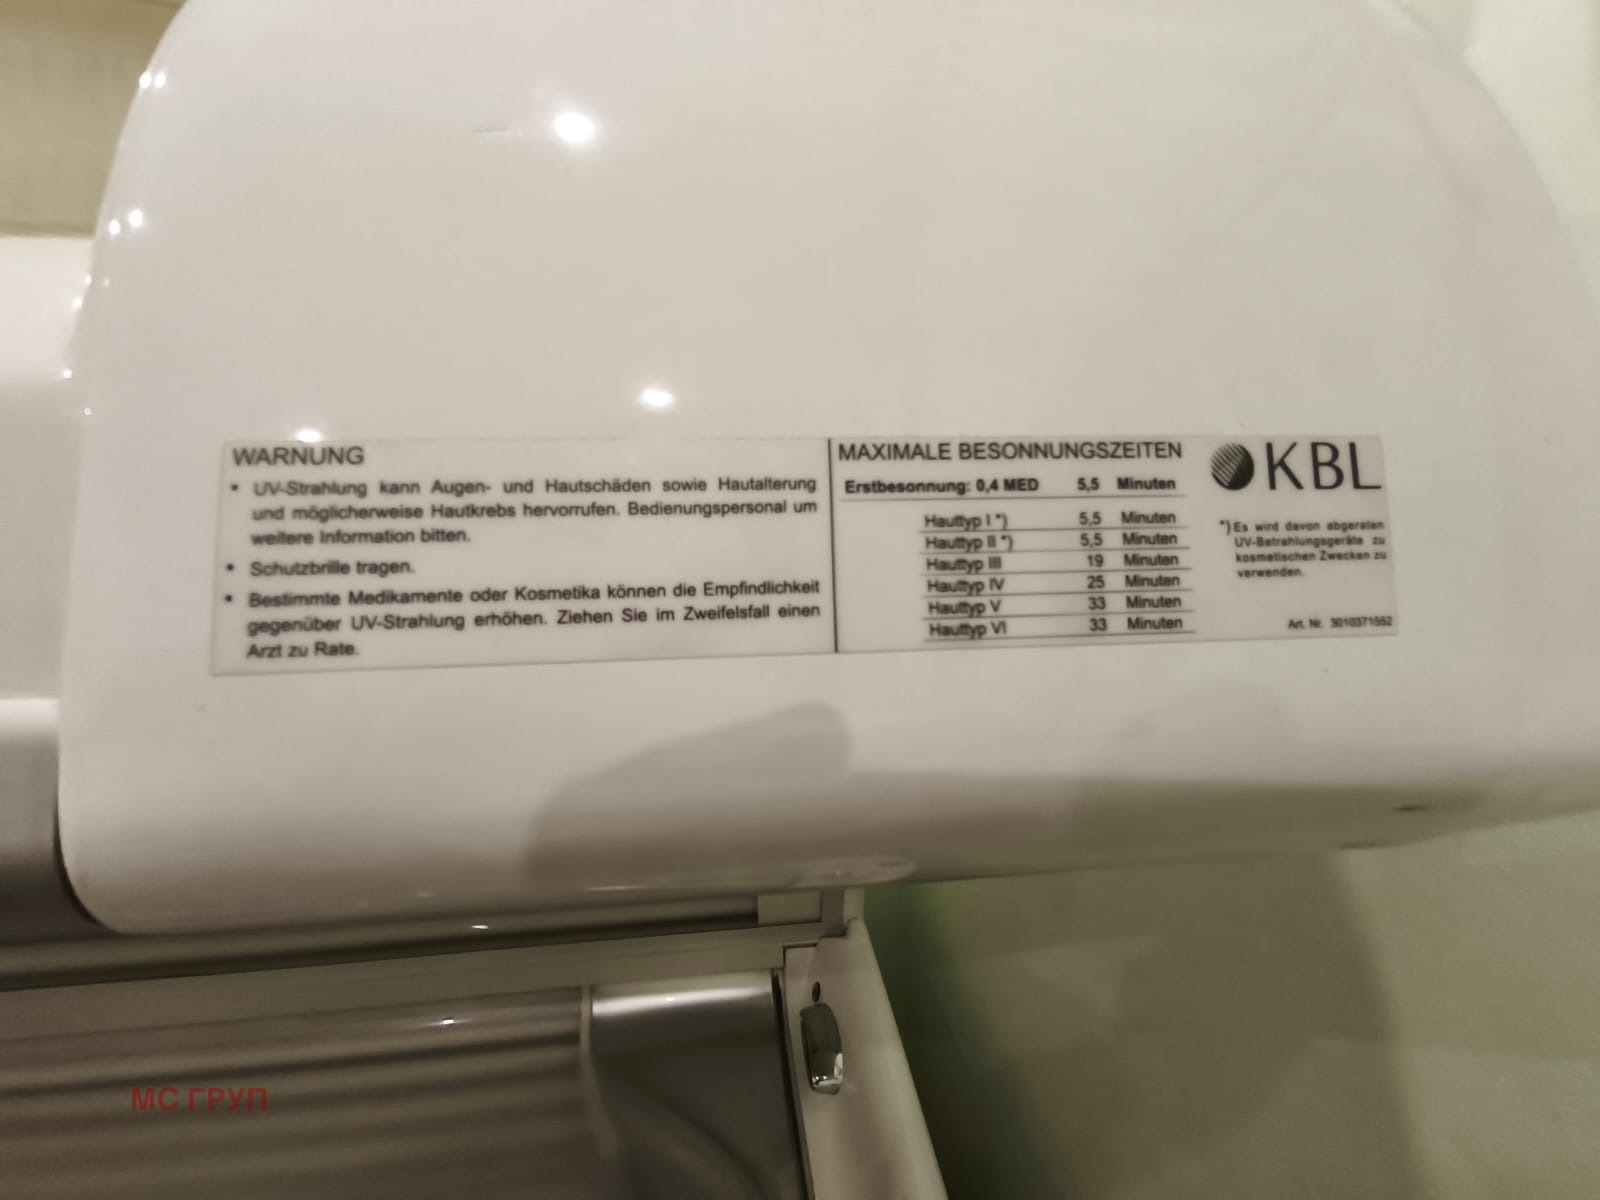 WARNUNG
• UV-Strahlung kann Augen- und Hautschäden sowie Hautalterung
und möglicherweise Hautkrebs hervorrufen. Bedienungspersonal um
weitere Information bitten.
• Schutzbrille tragen.
• Bestimmte Medikamente oder Kosmetika können die Empfindlichkeit
gegenüber UV-Strahlung erhöhen. Ziehen Sie im Zweifelsfall einen
Arzt zu Rate.
MAXIMALE BESONNUNGSZEITEN
Erstbesonnung: 0,4 MED 5,5 Minuten
Hauttyp I *) 5,5 Minuten
Hauttyp II *) 5,5 Minuten
Hauttyp III 19 Minuten
Hauttyp IV 25 Minuten
Hauttyp V 33 Minuten
Hauttyp VI 33 Minuten
KBL
*) Es wird davon abgeraten
UV-Betrahlungsgeräte zu
kosmetischen Zwecken zu
verwenden.
Art. Nr. 3010371552
МС ГРУП